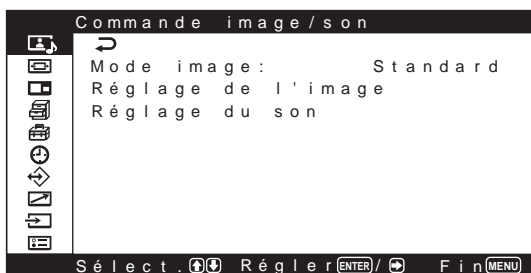 Commande image/son
Mode image: Standard
Réglage de l'image
Réglage du son
Sélect. Régler ENTER / Fin MENU